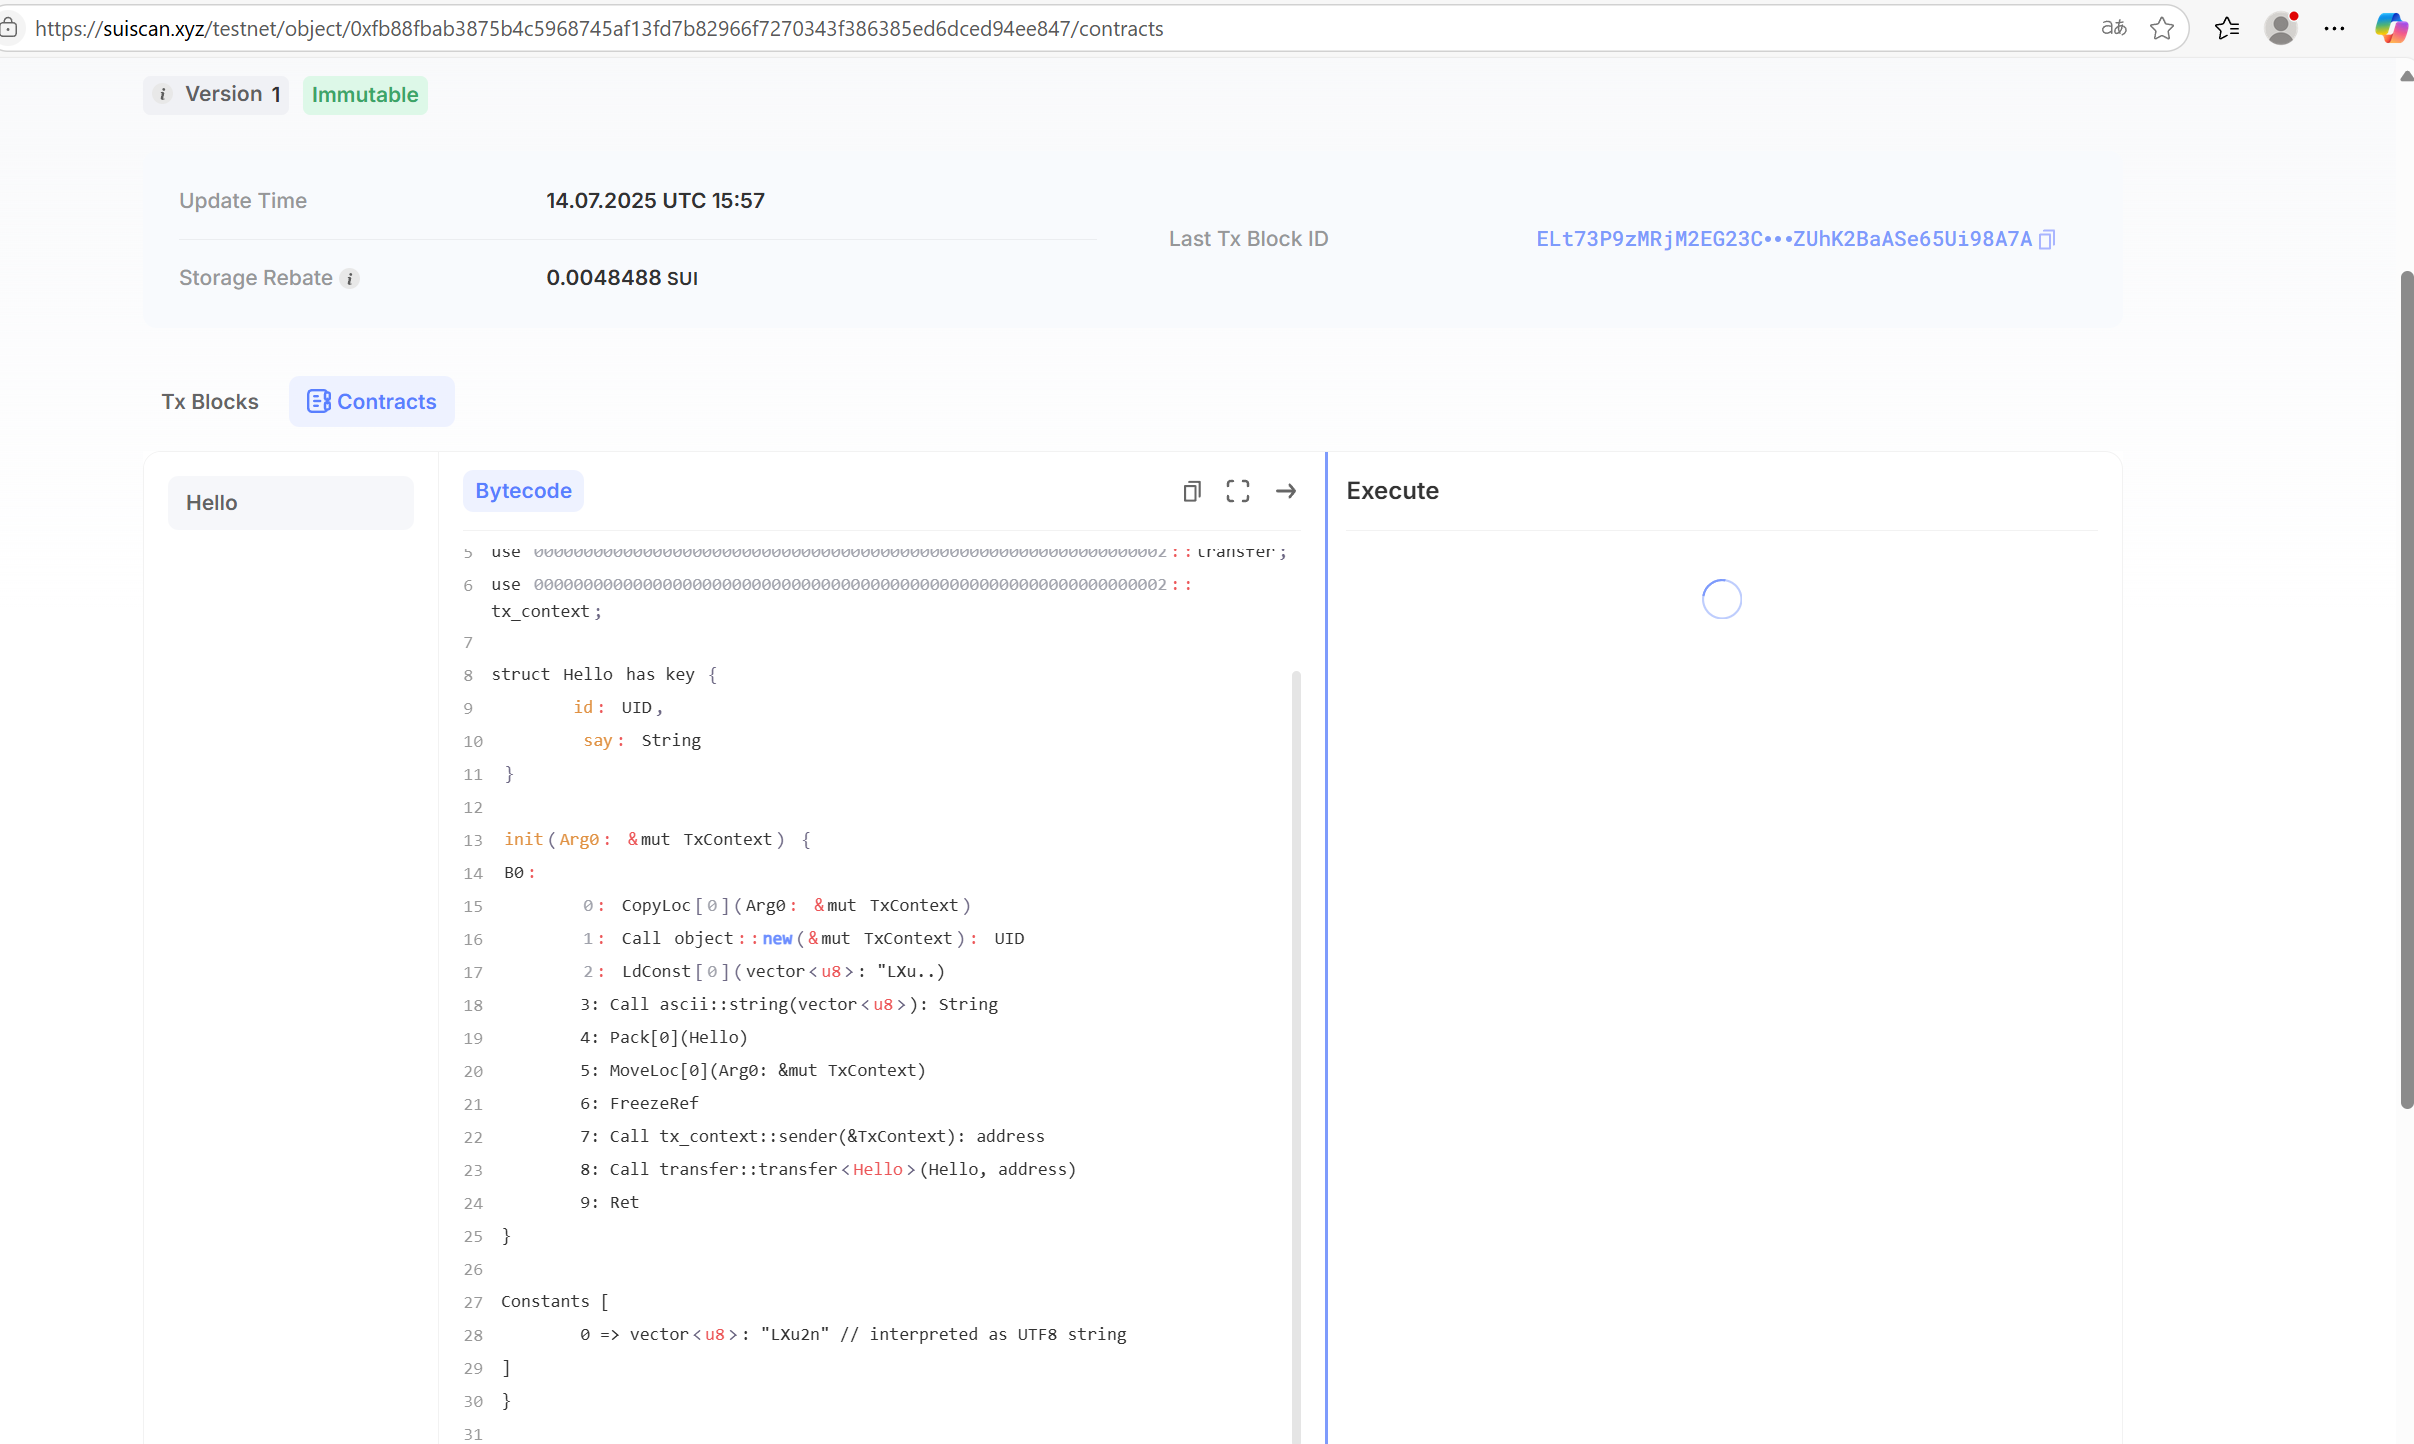 https://suiscan.xyz/testnet/object/0xfb88fbab3875b4c5968745af13fd7b82966f7270343f386385ed6dced94ee847/contracts
Version 1 Immutable
Update Time 14.07.2025 UTC 15:57
Last Tx Block ID ELt73P9zMRjM2EG23C•••ZUhK2BaASe65Ui98A7A
Storage Rebate 0.0048488 SUI
Tx Blocks Contracts
Hello
Bytecode
Execute
5 use 0000000000000000000000000000000000000000000000000000000000000002::transfer;
6 use 0000000000000000000000000000000000000000000000000000000000000002::
tx_context;
7
8 struct Hello has key {
9 id: UID,
10 say: String
11 }
12
13 init(Arg0: &mut TxContext) {
14 B0:
15 0: CopyLoc[0](Arg0: &mut TxContext)
16 1: Call object::new(&mut TxContext): UID
17 2: LdConst[0](vector<u8>: "LXu..)
18 3: Call ascii::string(vector<u8>): String
19 4: Pack[0](Hello)
20 5: MoveLoc[0](Arg0: &mut TxContext)
21 6: FreezeRef
22 7: Call tx_context::sender(&TxContext): address
23 8: Call transfer::transfer<Hello>(Hello, address)
24 9: Ret
25 }
26
27 Constants [
28 0 => vector<u8>: "LXu2n" // interpreted as UTF8 string
29 ]
30 }
31